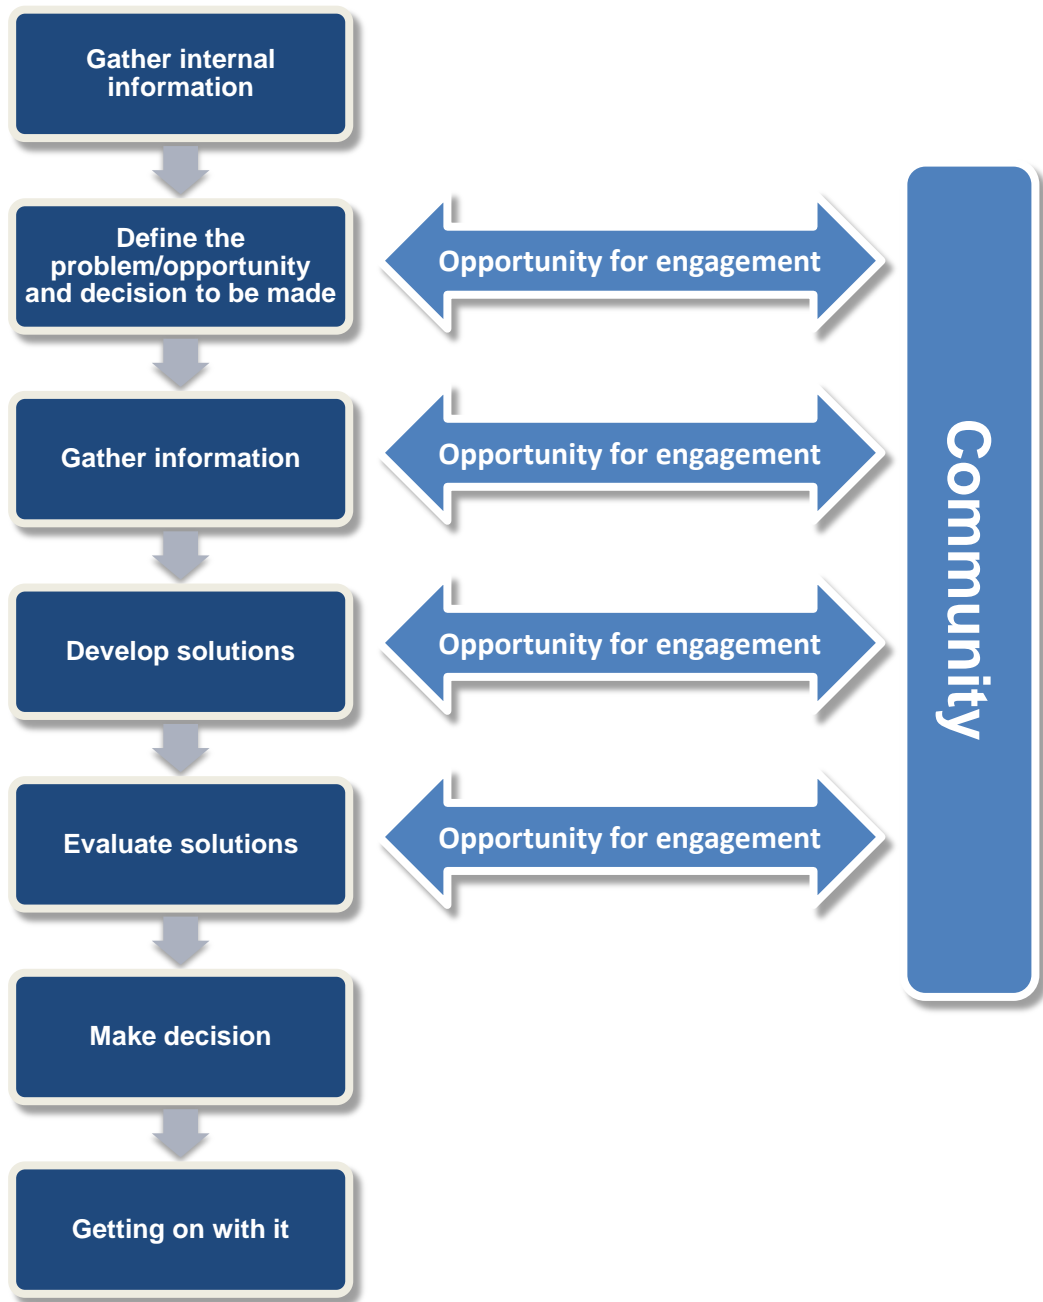 Gather internal
information
Define the
problem/opportunity
and decision to be made
Opportunity for engagement
Gather information
Opportunity for engagement
Develop solutions
Opportunity for engagement
Evaluate solutions
Opportunity for engagement
Make decision
Getting on with it
Community